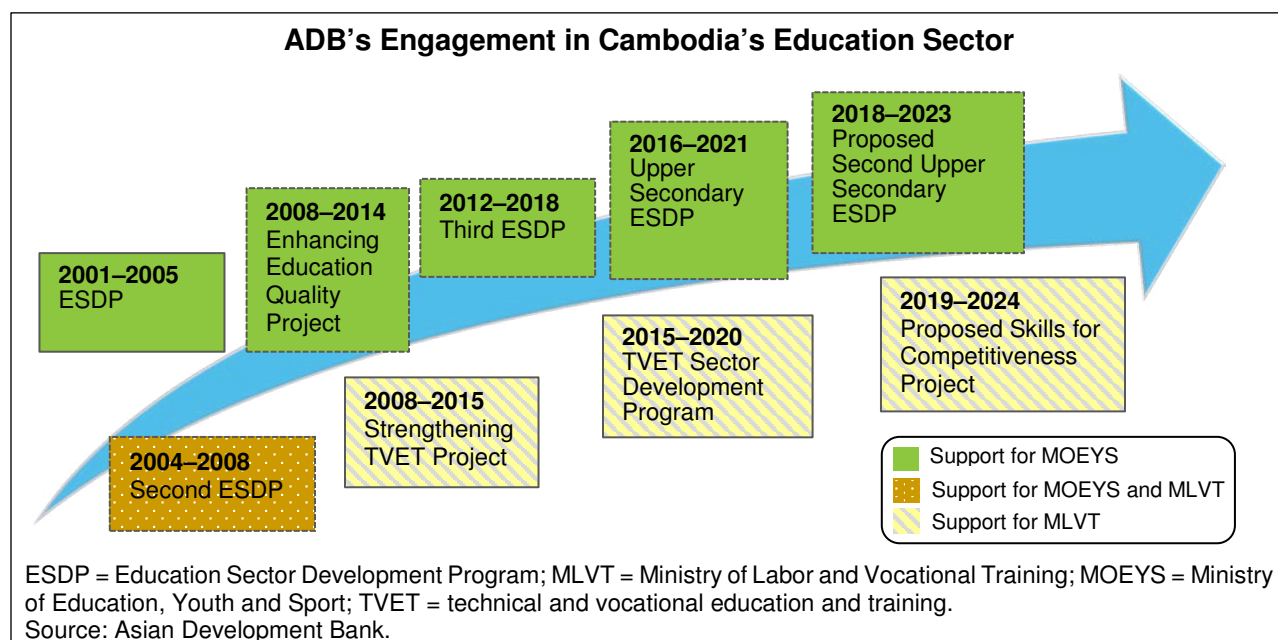 ADB’s Engagement in Cambodia’s Education Sector
2001–2005
ESDP
2008–2014
Enhancing
Education
Quality
Project
2012–2018
Third ESDP
2016–2021
Upper
Secondary
ESDP
2018–2023
Proposed
Second Upper
Secondary
ESDP
2004–2008
Second ESDP
2008–2015
Strengthening
TVET Project
2015–2020
TVET Sector
Development
Program
2019–2024
Proposed Skills for
Competitiveness
Project
Support for MOEYS
Support for MOEYS and MLVT
Support for MLVT
ESDP = Education Sector Development Program; MLVT = Ministry of Labor and Vocational Training; MOEYS = Ministry
of Education, Youth and Sport; TVET = technical and vocational education and training.
Source: Asian Development Bank.